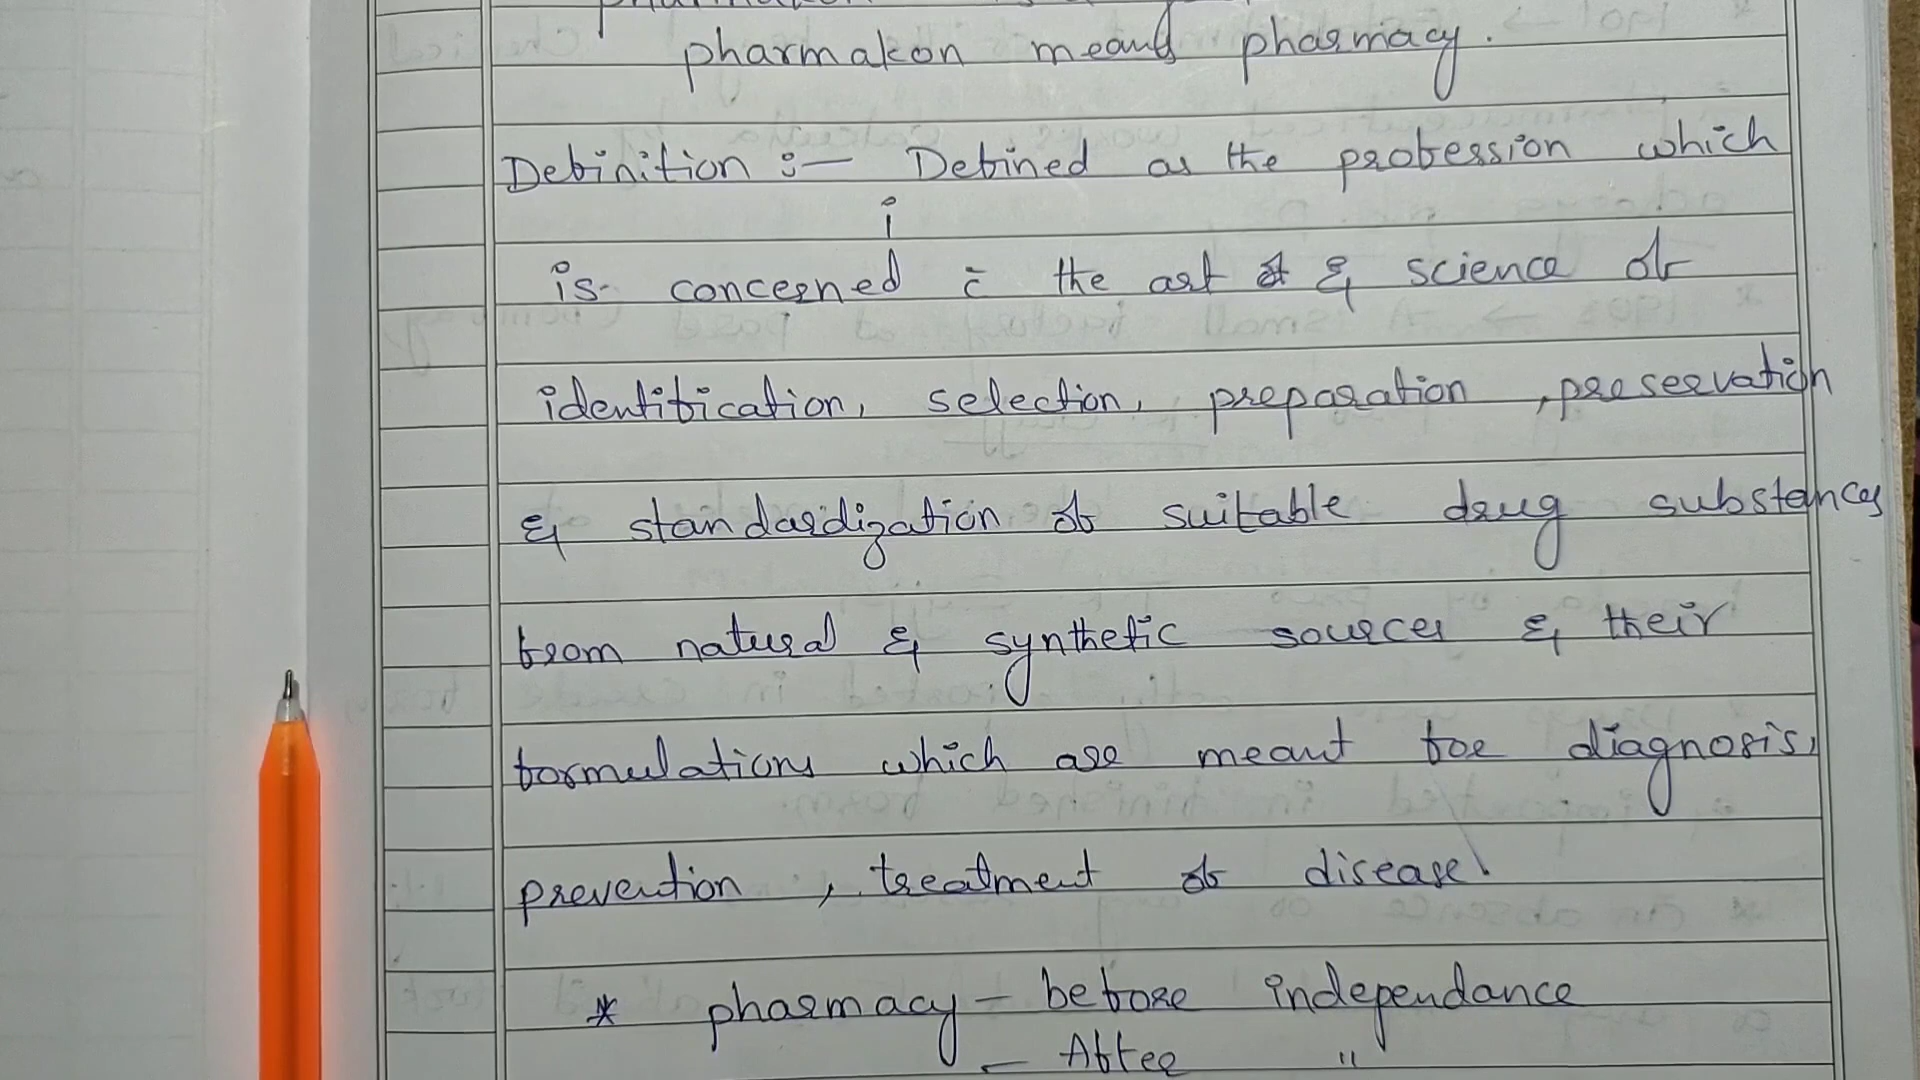 pharmakon means pharmacy.
Definition :- Defined as the profession which
is concerned c̄ the art & science of
identification, selection, preparation, preservation
& standardization of suitable drug substances
from natural & synthetic sources & their
formulations which are meant for diagnosis,
prevention, treatment of disease.
* pharmacy - before independance
- After "